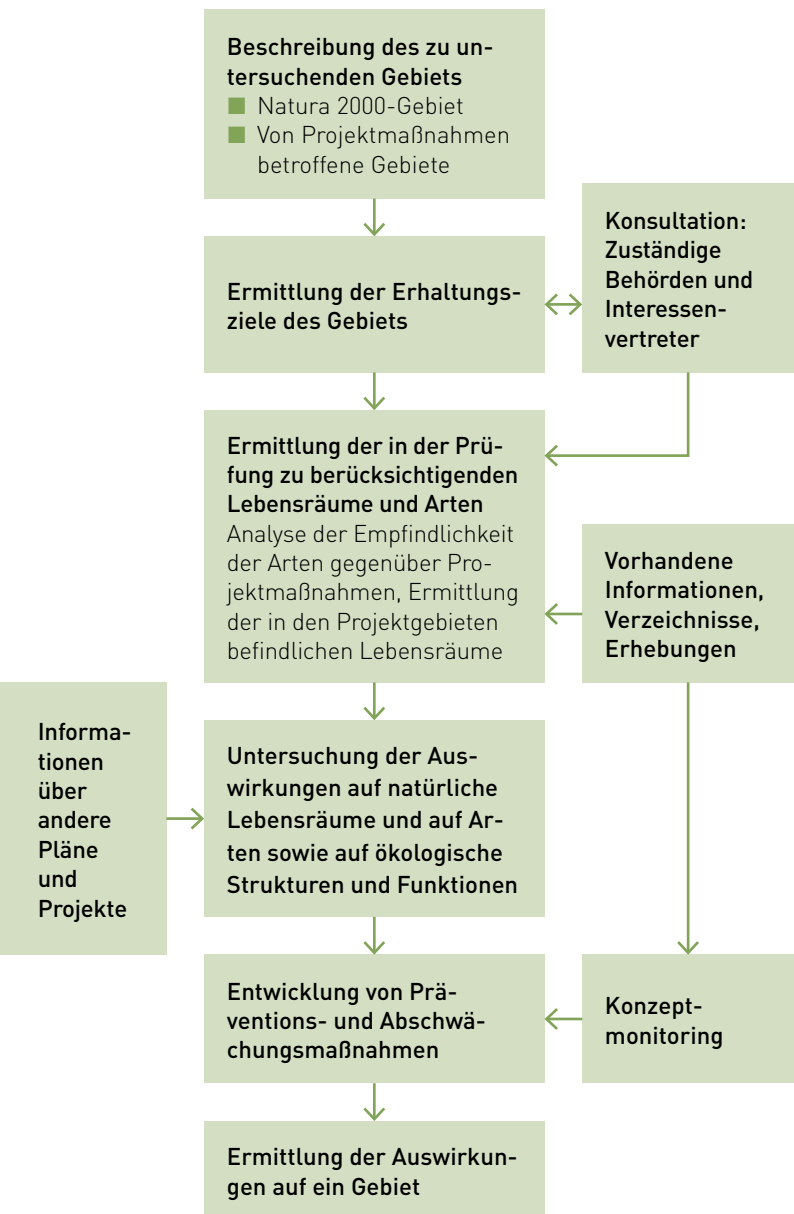 Beschreibung des zu un-
tersuchenden Gebiets
Natura 2000-Gebiet
Von Projektmaßnahmen
betroffene Gebiete
Ermittlung der Erhaltungs-
ziele des Gebiets
Konsultation:
Zuständige
Behörden und
Interessen-
vertreter
Ermittlung der in der Prü-
fung zu berücksichtigenden
Lebensräume und Arten
Analyse der Empfindlichkeit
der Arten gegenüber Pro-
jektmaßnahmen, Ermittlung
der in den Projektgebieten
befindlichen Lebensräume
Vorhandene
Informationen,
Verzeichnisse,
Erhebungen
Informa-
tionen
über
andere
Pläne
und
Projekte
Untersuchung der Aus-
wirkungen auf natürliche
Lebensräume und auf Ar-
ten sowie auf ökologische
Strukturen und Funktionen
Entwicklung von Prä-
ventions- und Abschwä-
chungsmaßnahmen
Konzept-
monitoring
Ermittlung der Auswirkun-
gen auf ein Gebiet